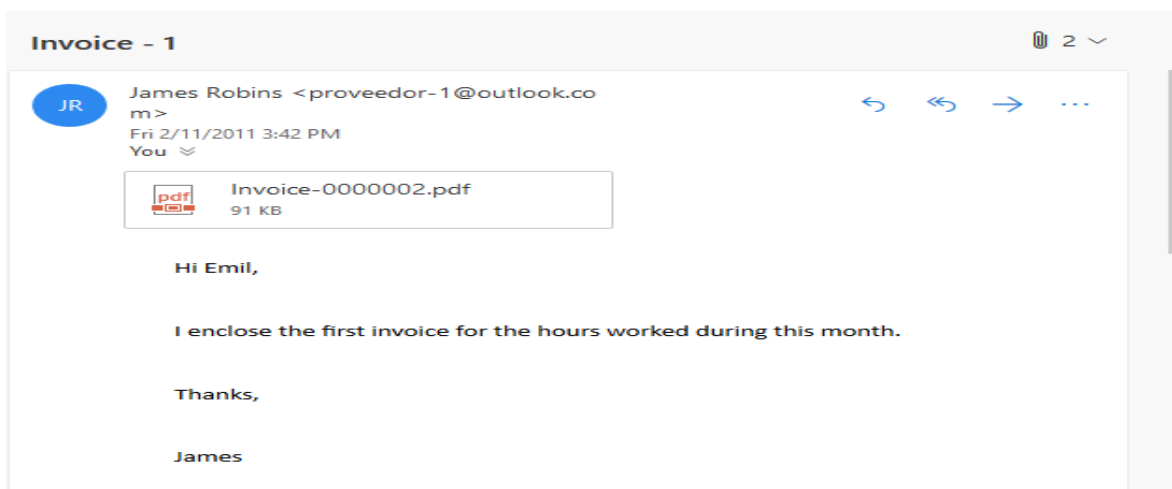 Invoice - 1
2
JR
James Robins <proveedor-1@outlook.co
m>
Fri 2/11/2011 3:42 PM
You
pdf
Invoice-0000002.pdf
91 KB
Hi Emil,
I enclose the first invoice for the hours worked during this month.
Thanks,
James